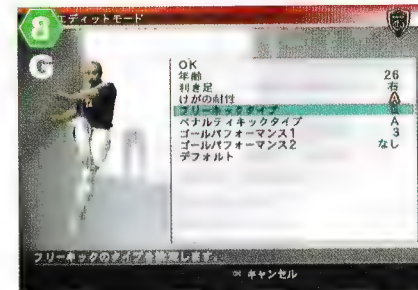 エディットモード
8
G
OK
年齢 26
利き足 右
けがの耐性 A
フリーキックタイプ
ペナルティキックタイプ A
ゴールパフォーマンス1 3
ゴールパフォーマンス2 なし
デフォルト
フリーキックのタイプを設定します。
キャンセル